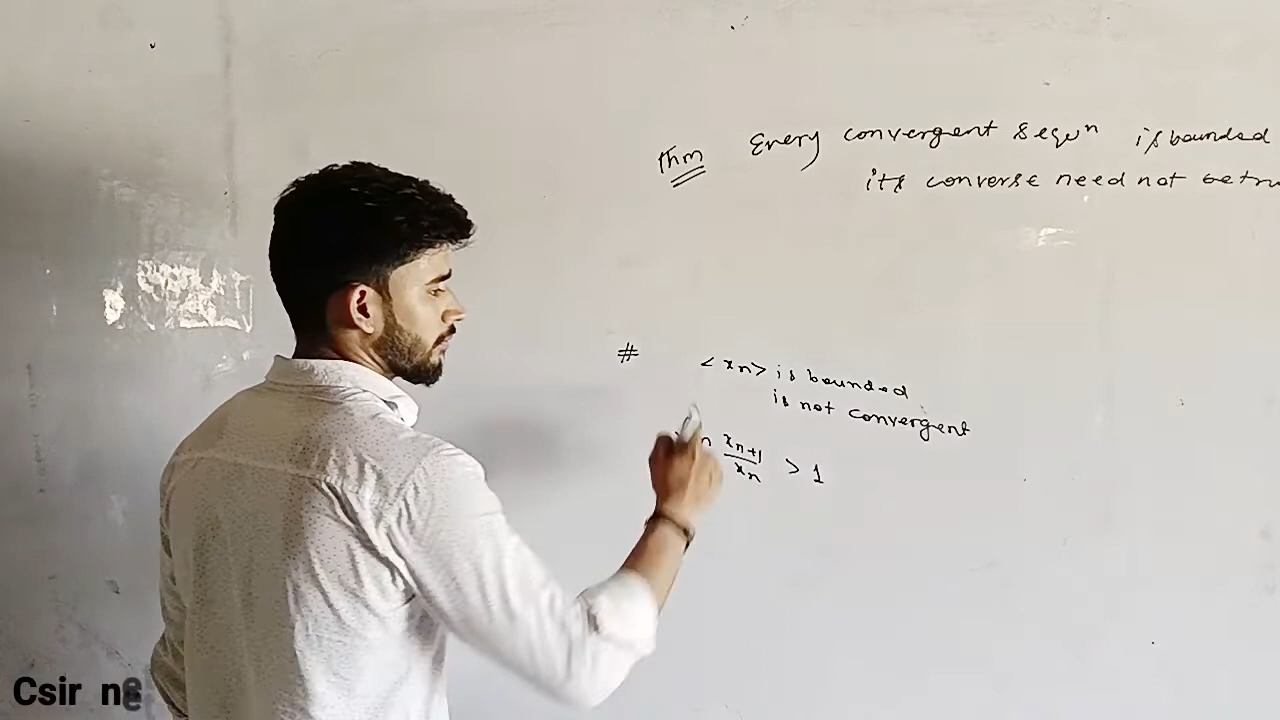 Thm Every convergent sequⁿ is bounded
its converse need not be
# < xn > is bounded
is not convergent
xn+1 / xn > 1
Csir ne